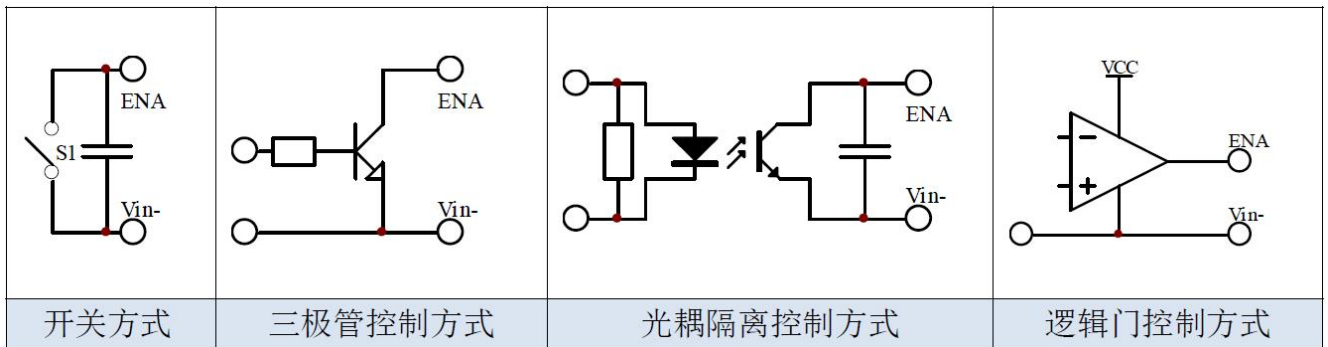 ENA
S1
Vin-
开关方式
ENA
Vin-
三极管控制方式
ENA
Vin-
光耦隔离控制方式
VCC
ENA
Vin-
逻辑门控制方式